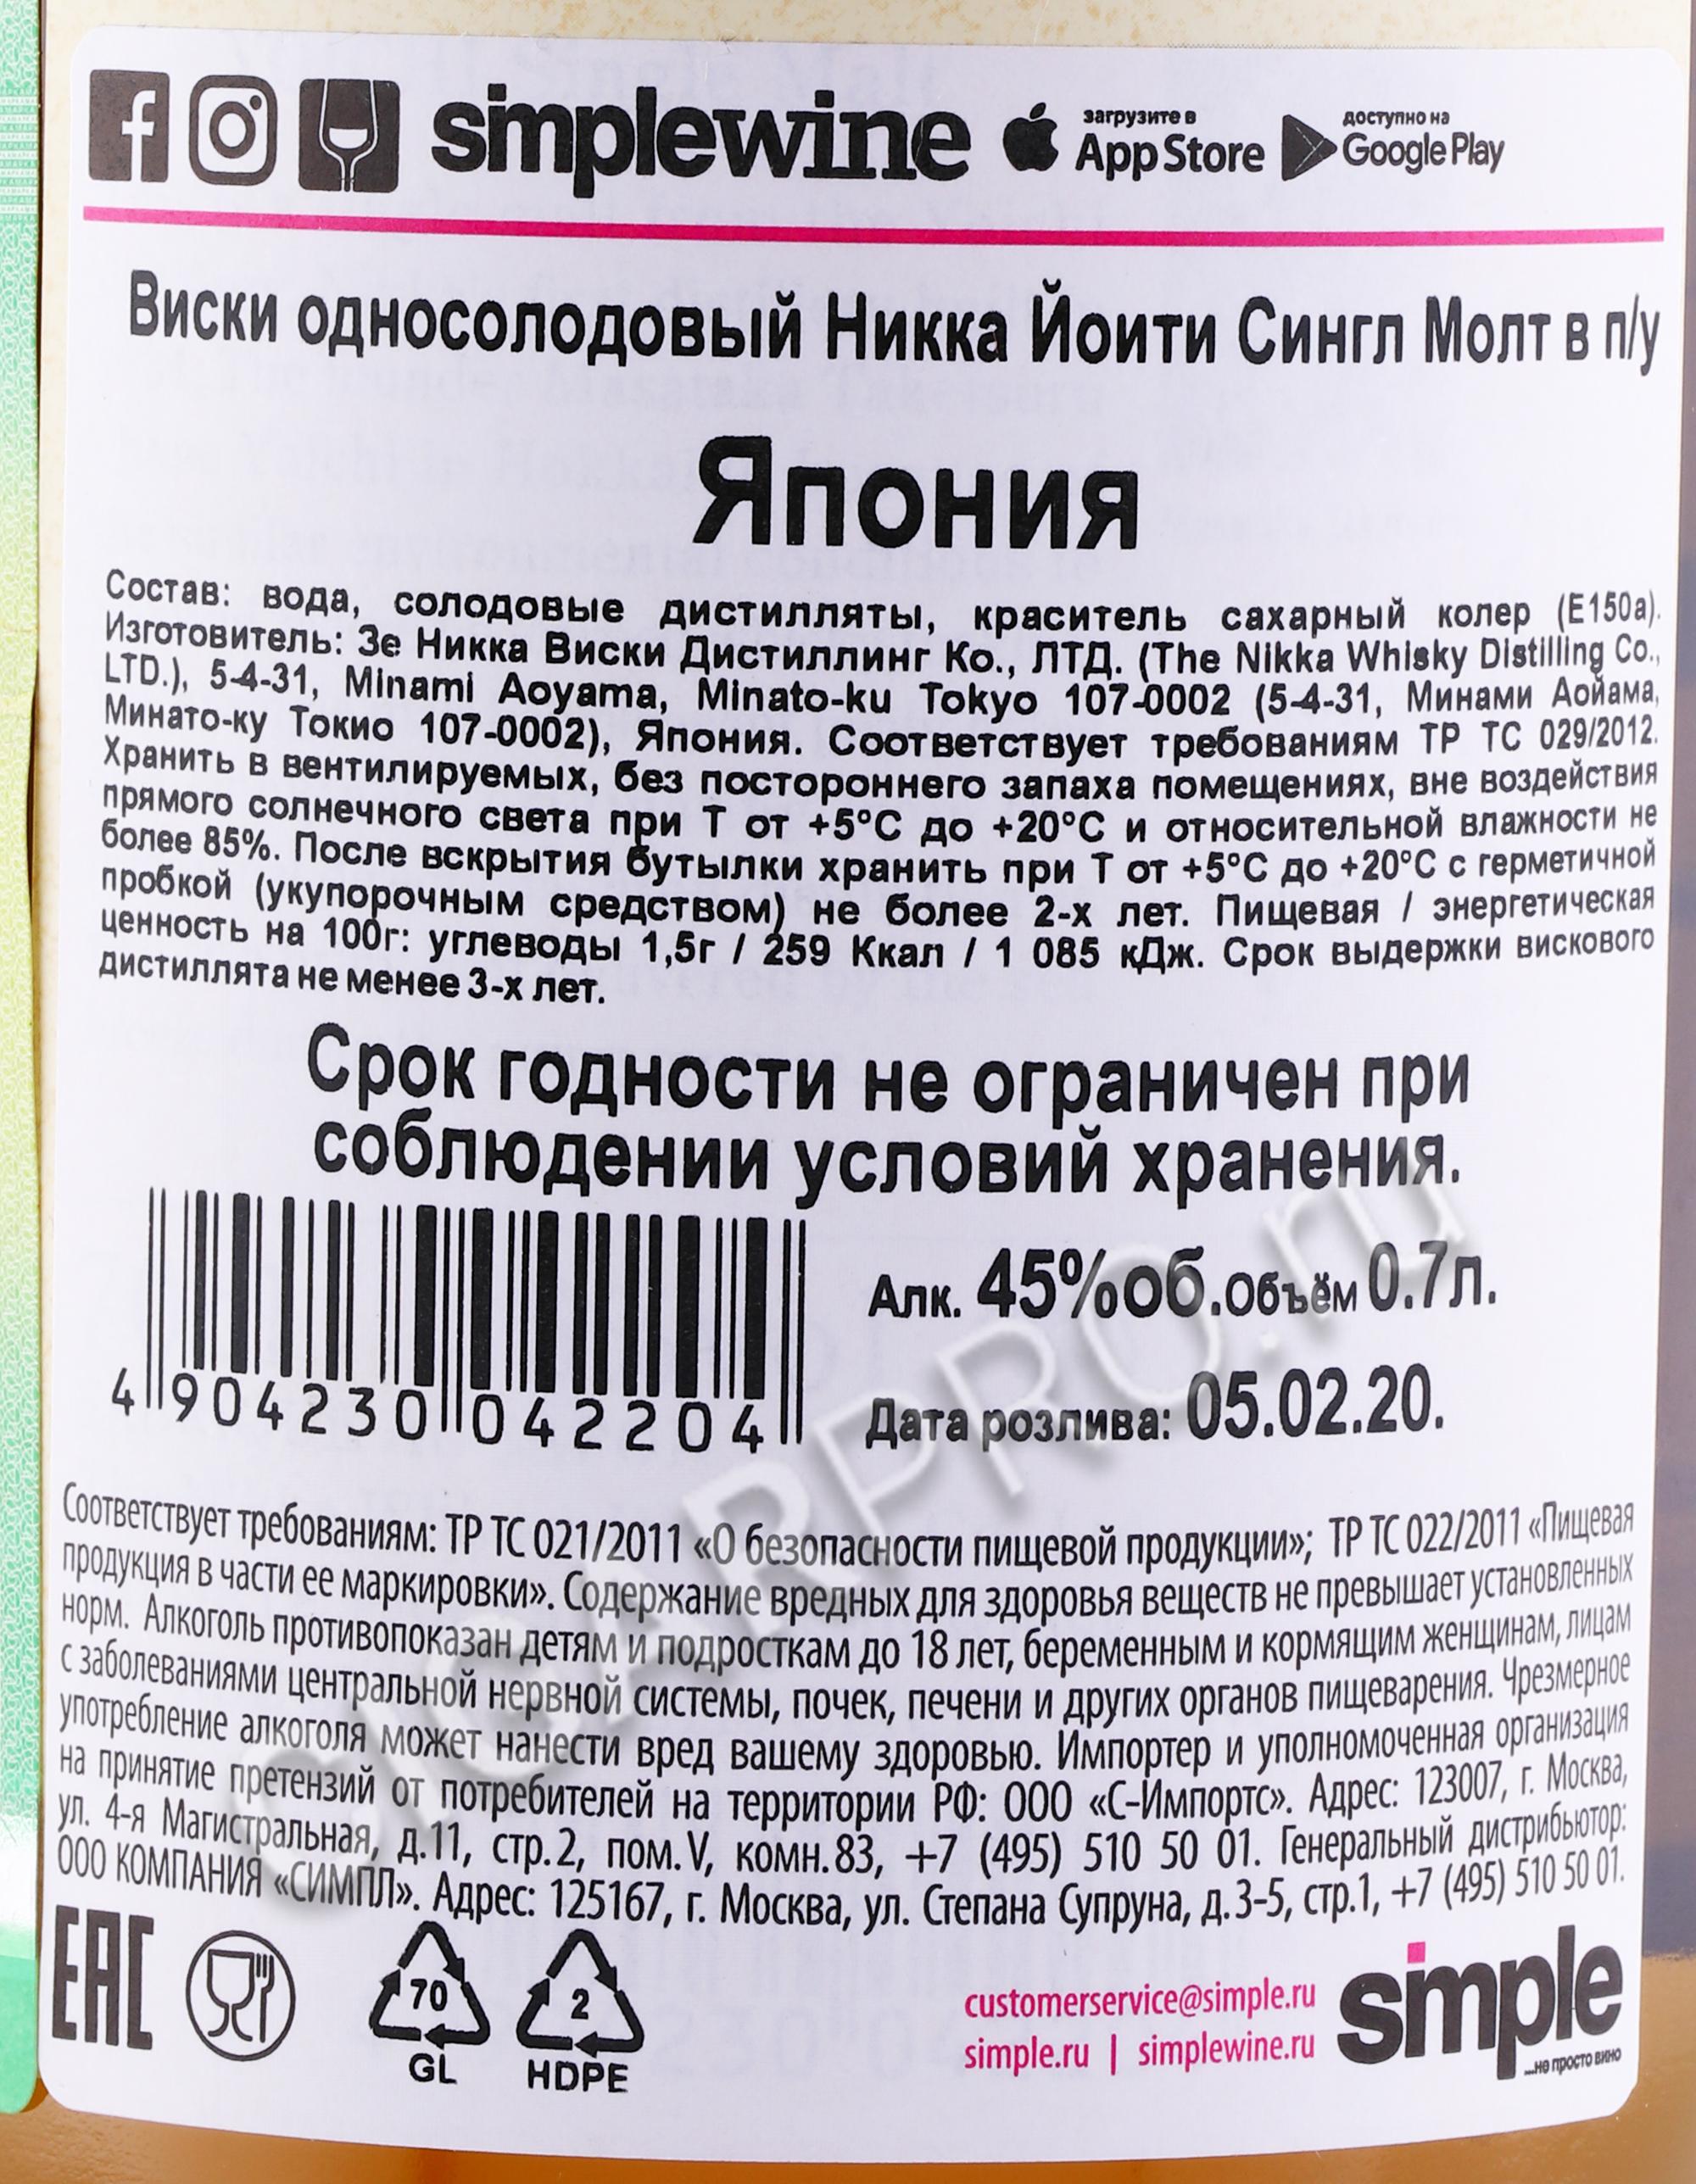 simplewine
загрузите в
App Store
доступно на
Google Play
Виски односолодовый Никка Йоити Сингл Молт в п/у
Япония
Состав: вода, солодовые дистилляты, краситель сахарный колер (Е150а).
Изготовитель: Зе Никка Виски Дистиллинг Ко., ЛТД. (The Nikka Whisky Distilling Co.,
LTD.), 5-4-31, Minami Aoyama, Minato-ku Tokyo 107-0002 (5-4-31, Минами Аойама,
Минато-ку Токио 107-0002), Япония. Соответствует требованиям ТР ТС 029/2012.
Хранить в вентилируемых, без постороннего запаха помещениях, вне воздействия
прямого солнечного света при Т от +5°С до +20°С и относительной влажности не
более 85%. После вскрытия бутылки хранить при Т от +5°С до +20°С с герметичной
пробкой (укупорочным средством) не более 2-х лет. Пищевая / энергетическая
ценность на 100г: углеводы 1,5г / 259 Ккал / 1 085 кДж. Срок выдержки вискового
дистиллята не менее 3-х лет.
Срок годности не ограничен при
соблюдении условий хранения.
Алк. 45%об.Объём 0.7л.
4 904230 042204
Дата розлива: 05.02.20.
Соответствует требованиям: ТР ТС 021/2011 «О безопасности пищевой продукции»; ТР ТС 022/2011 «Пищевая
продукция в части ее маркировки». Содержание вредных для здоровья веществ не превышает установленных
норм. Алкоголь противопоказан детям и подросткам до 18 лет, беременным и кормящим женщинам, лицам
с заболеваниями центральной нервной системы, почек, печени и других органов пищеварения. Чрезмерное
употребление алкоголя может нанести вред вашему здоровью. Импортер и уполномоченная организация
на принятие претензий от потребителей на территории РФ: ООО «С-Импортс». Адрес: 123007, г. Москва,
ул. 4-я Магистральная, д.11, стр.2, пом.V, комн.83, +7 (495) 510 50 01. Генеральный дистрибьютор:
ООО КОМПАНИЯ «СИМПЛ». Адрес: 125167, г. Москва, ул. Степана Супруна, д.3-5, стр.1, +7 (495) 510 50 01.
EAC
70
GL
2
HDPE
customerservice@simple.ru
simple.ru | simplewine.ru
simple
...не просто вино